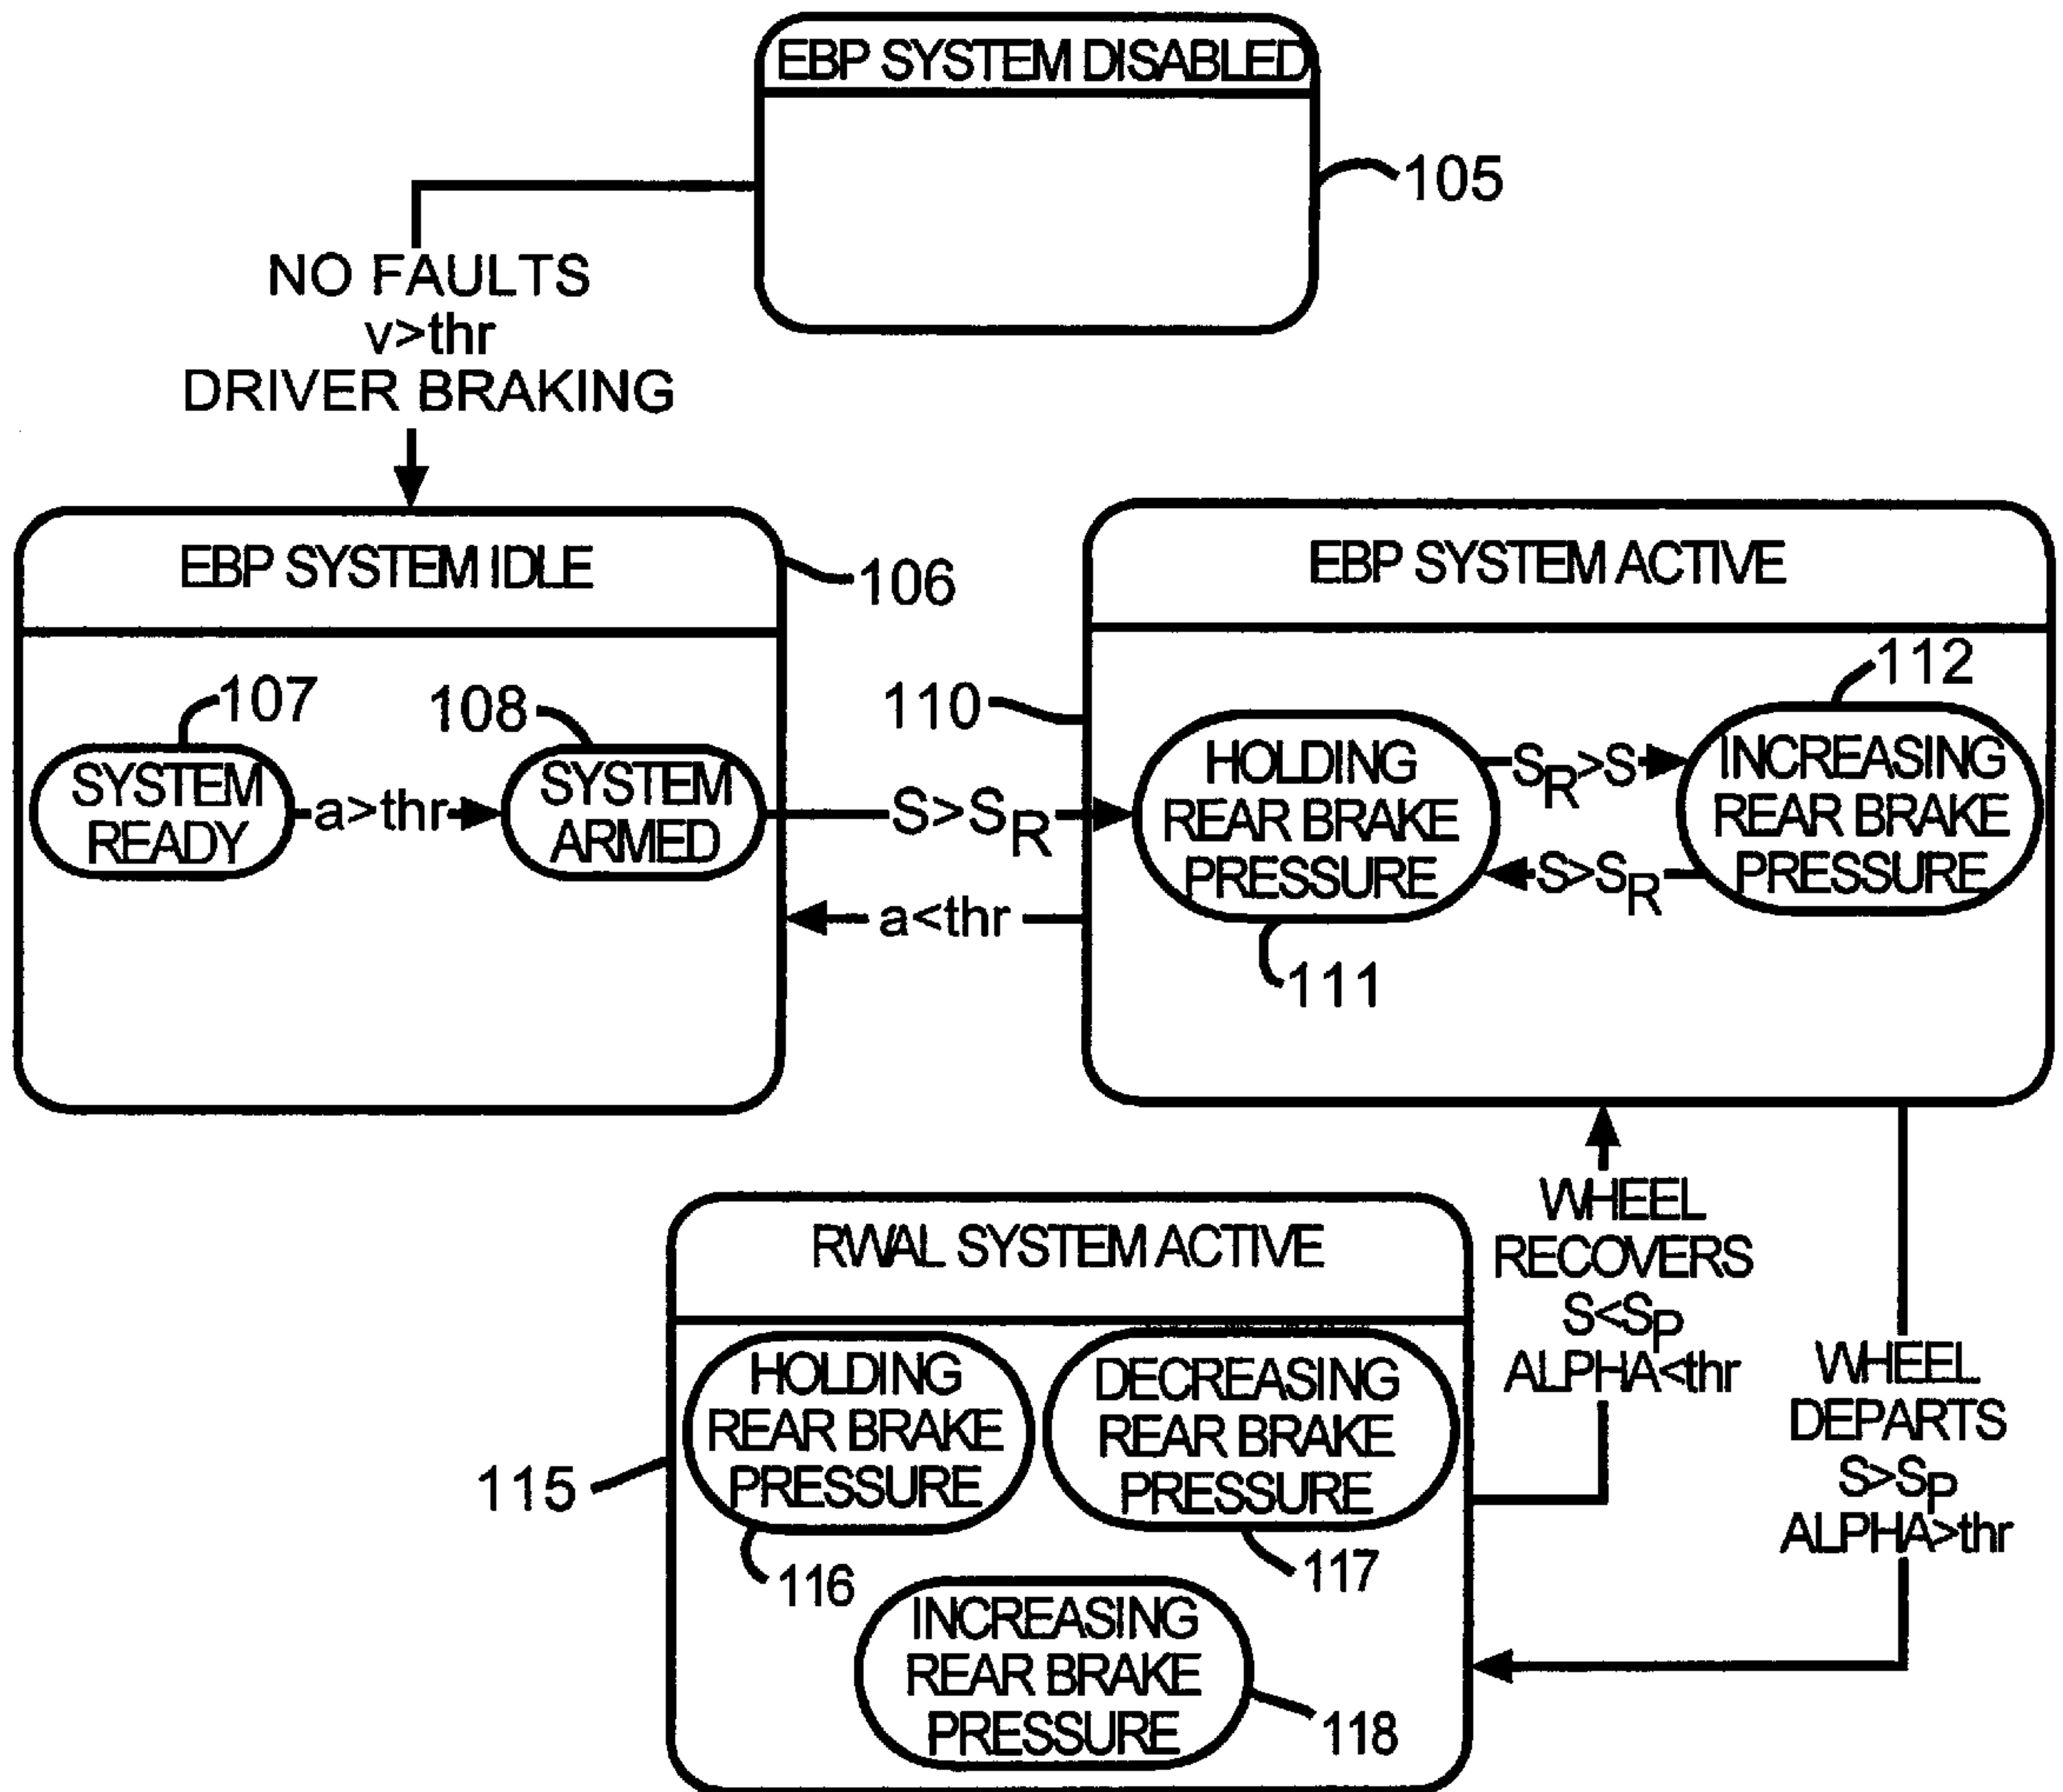 EBP SYSTEM DISABLED
105
NO FAULTS
v>thr
DRIVER BRAKING
EBP SYSTEM IDLE
106
107
108
SYSTEM
READY
a>thr
SYSTEM
ARMED
S>SR
a<thr
EBP SYSTEM ACTIVE
110
112
HOLDING
REAR BRAKE
PRESSURE
SR>S
S>SR
INCREASING
REAR BRAKE
PRESSURE
111
WHEEL
RECOVERS
S<SP
ALPHA<thr
WHEEL
DEPARTS
S>SP
ALPHA>thr
RWAL SYSTEM ACTIVE
HOLDING
REAR BRAKE
PRESSURE
DECREASING
REAR BRAKE
PRESSURE
115
116
117
INCREASING
REAR BRAKE
PRESSURE
118